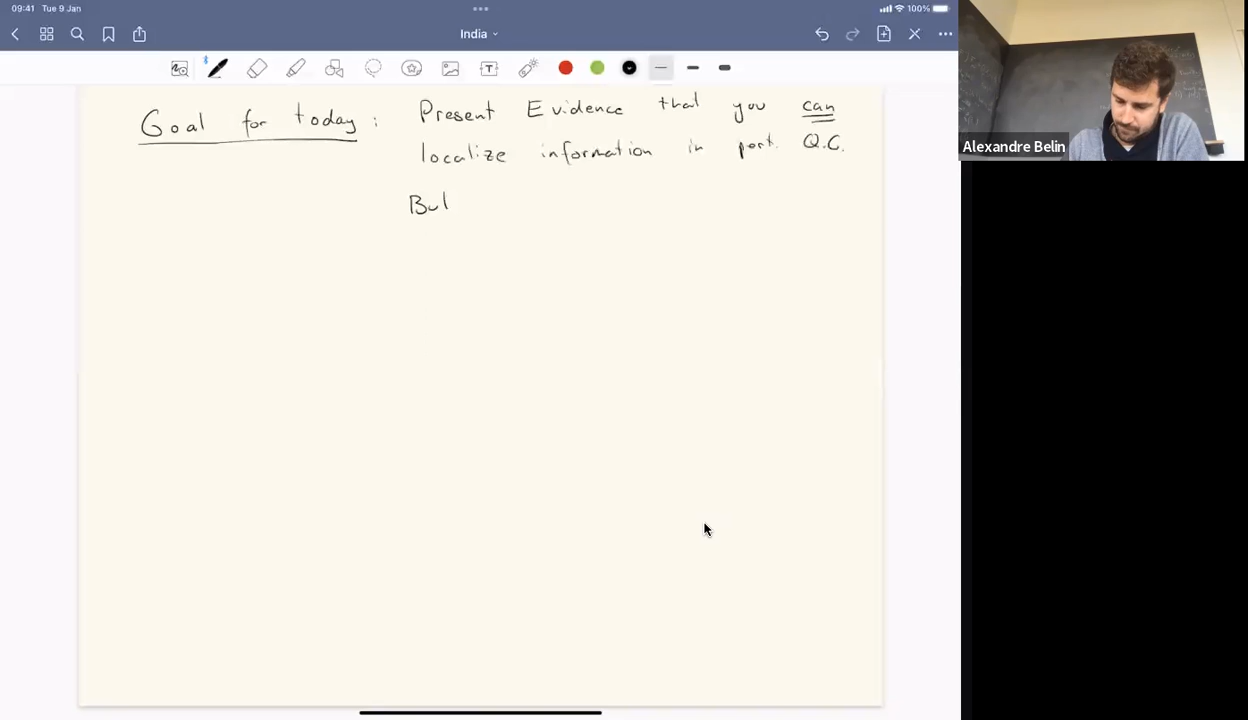 09:41 Tue 9 Jan
100%
India
Goal for today: Present Evidence that you can
localize information in pert. Q.G.
Bul
Alexandre Belin